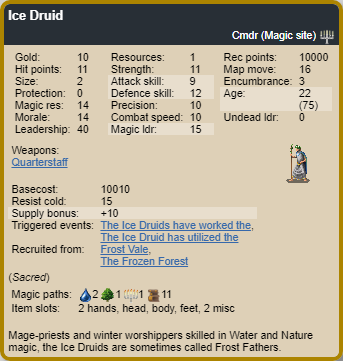 Ice Druid
Cmdr (Magic site)
Gold: 10 Resources: 1 Rec points: 10000
Hit points: 11 Strength: 11 Map move: 16
Size: 2 Attack skill: 9 Encumbrance: 3
Protection: 0 Defence skill: 12 Age: 22
Magic res: 14 Precision: 10 (75)
Morale: 14 Combat speed: 10 Undead ldr: 0
Leadership: 40 Magic ldr: 15
Weapons:
Quarterstaff
Basecost: 10010
Resist cold: 15
Supply bonus: +10
Triggered events: The Ice Druids have worked the,
The Ice Druid has utilized the
Recruited from: Frost Vale,
The Frozen Forest
(Sacred)
Magic paths: 2 1 1 11
Item slots: 2 hands, head, body, feet, 2 misc
Mage-priests and winter worshippers skilled in Water and Nature
magic, the Ice Druids are sometimes called Frost Fathers.